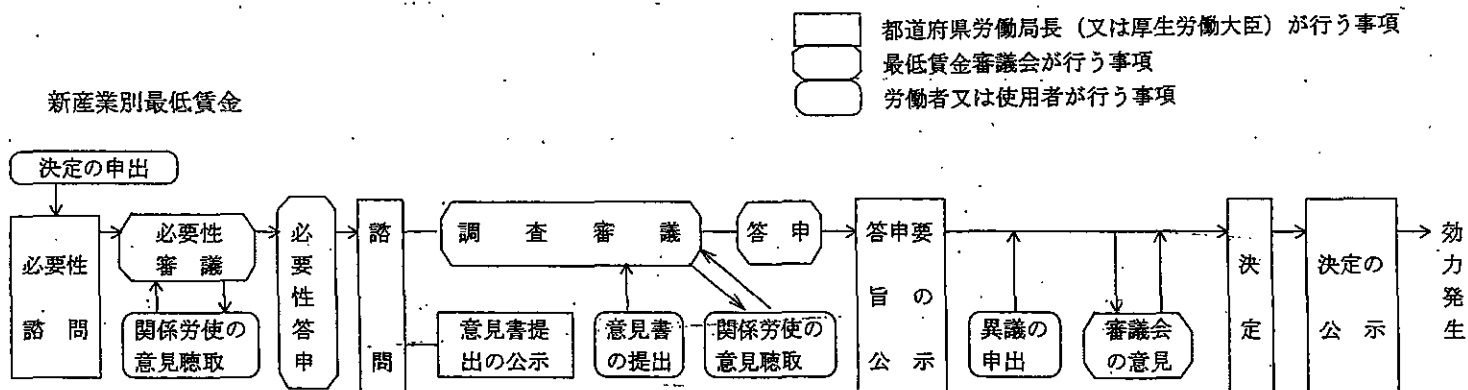 都道府県労働局長（又は厚生労働大臣）が行う事項
最低賃金審議会が行う事項
労働者又は使用者が行う事項
新産業別最低賃金
決定の申出
必要性
諮問
必要性
審議
関係労使の
意見聴取
必要性答申
諮問
調査審議
意見書提
出の公示
意見書
の提出
関係労使の
意見聴取
答申
答申要
旨の
公示
異議の
申出
審議会
の意見
決定
決定の
公示
効力発生